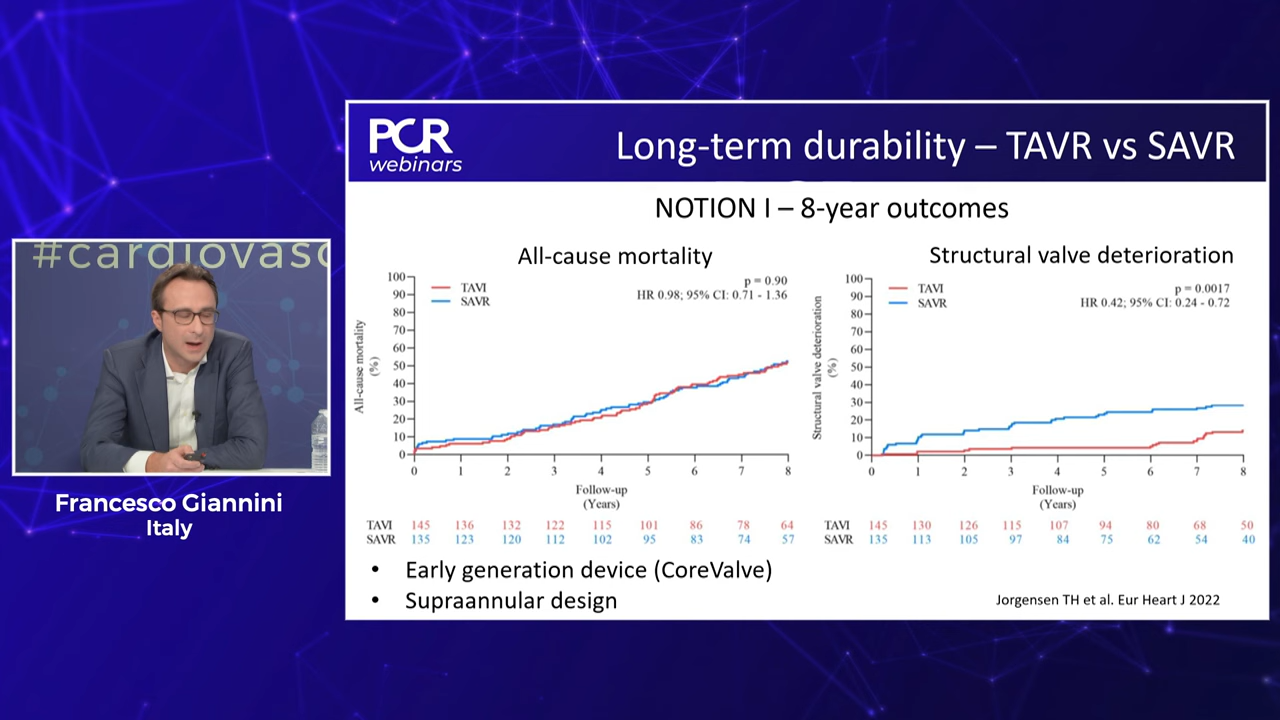 #cardiovasc
Francesco Giannini
Italy
PCR
webinars
Long-term durability – TAVR vs SAVR
NOTION I – 8-year outcomes
All-cause mortality
p = 0.90
HR 0.98; 95% CI: 0.71 - 1.36
TAVI
SAVR
All-cause mortality
(%)
100
90
80
70
60
50
40
30
20
10
0
0 1 2 3 4 5 6 7 8
Follow-up
(Years)
TAVI 145 136 132 122 115 101 86 78 64
SAVR 135 123 120 112 102 95 83 74 57
Structural valve deterioration
p = 0.0017
HR 0.42; 95% CI: 0.24 - 0.72
TAVI
SAVR
Structural valve deterioration
(%)
100
90
80
70
60
50
40
30
20
10
0
0 1 2 3 4 5 6 7 8
Follow-up
(Years)
TAVI 145 130 126 115 107 94 80 68 50
SAVR 135 113 105 97 84 75 62 54 40
• Early generation device (CoreValve)
• Supraannular design
Jorgensen TH et al. Eur Heart J 2022